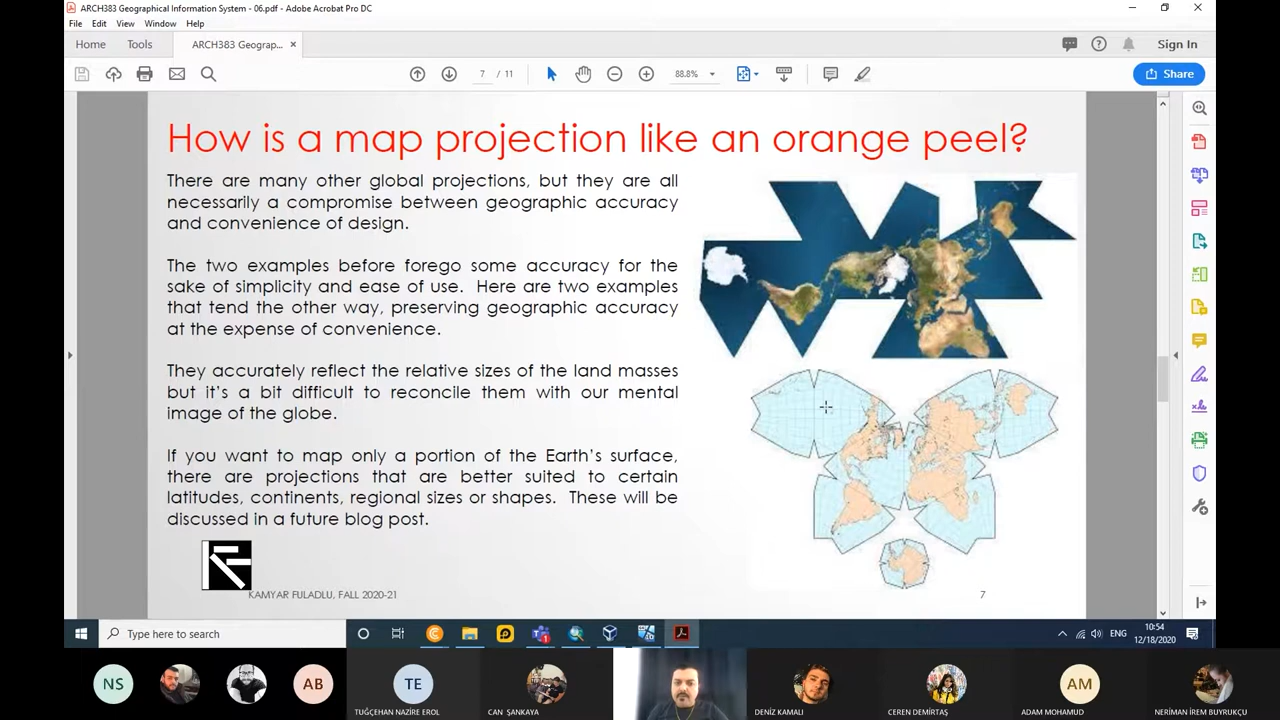 ARCH383 Geographical Information System - 06.pdf - Adobe Acrobat Pro DC
File Edit View Window Help
Home Tools ARCH383 Geograp... × Sign In
7 / 11 88.8% Share
How is a map projection like an orange peel?
There are many other global projections, but they are all
necessarily a compromise between geographic accuracy
and convenience of design.
The two examples before forego some accuracy for the
sake of simplicity and ease of use. Here are two examples
that tend the other way, preserving geographic accuracy
at the expense of convenience.
They accurately reflect the relative sizes of the land masses
but it's a bit difficult to reconcile them with our mental
image of the globe.
If you want to map only a portion of the Earth's surface,
there are projections that are better suited to certain
latitudes, continents, regional sizes or shapes. These will be
discussed in a future blog post.
KAMYAR FULADLU, FALL 2020-21
7
Type here to search
ENG
10:54
12/18/2020
NS AB TE AM
TUĞÇEHAN NAZİRE EROL CAN ŞANKAYA DENİZ KAMALI CEREN DEMİRTAŞ ADAM MOHAMUD NERİMAN İREM BUYRUKÇU